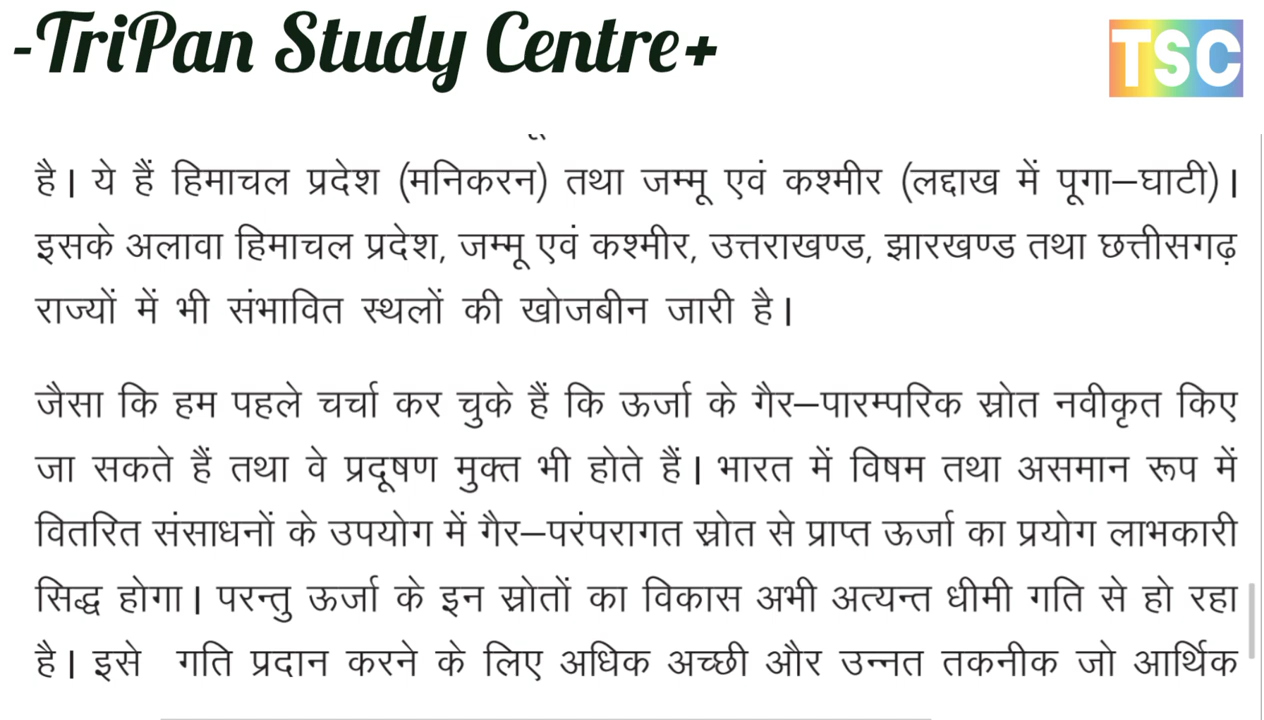 -TriPan Study Centre+
TSC
है। ये हैं हिमाचल प्रदेश (मनिकरन) तथा जम्मू एवं कश्मीर (लद्दाख में पूगा–घाटी)।
इसके अलावा हिमाचल प्रदेश, जम्मू एवं कश्मीर, उत्तराखण्ड, झारखण्ड तथा छत्तीसगढ़
राज्यों में भी संभावित स्थलों की खोजबीन जारी है।
जैसा कि हम पहले चर्चा कर चुके हैं कि ऊर्जा के गैर–पारम्परिक स्रोत नवीकृत किए
जा सकते हैं तथा वे प्रदूषण मुक्त भी होते हैं। भारत में विषम तथा असमान रूप में
वितरित संसाधनों के उपयोग में गैर–परंपरागत स्रोत से प्राप्त ऊर्जा का प्रयोग लाभकारी
सिद्ध होगा। परन्तु ऊर्जा के इन स्रोतों का विकास अभी अत्यन्त धीमी गति से हो रहा
है। इसे गति प्रदान करने के लिए अधिक अच्छी और उन्नत तकनीक जो आर्थिक